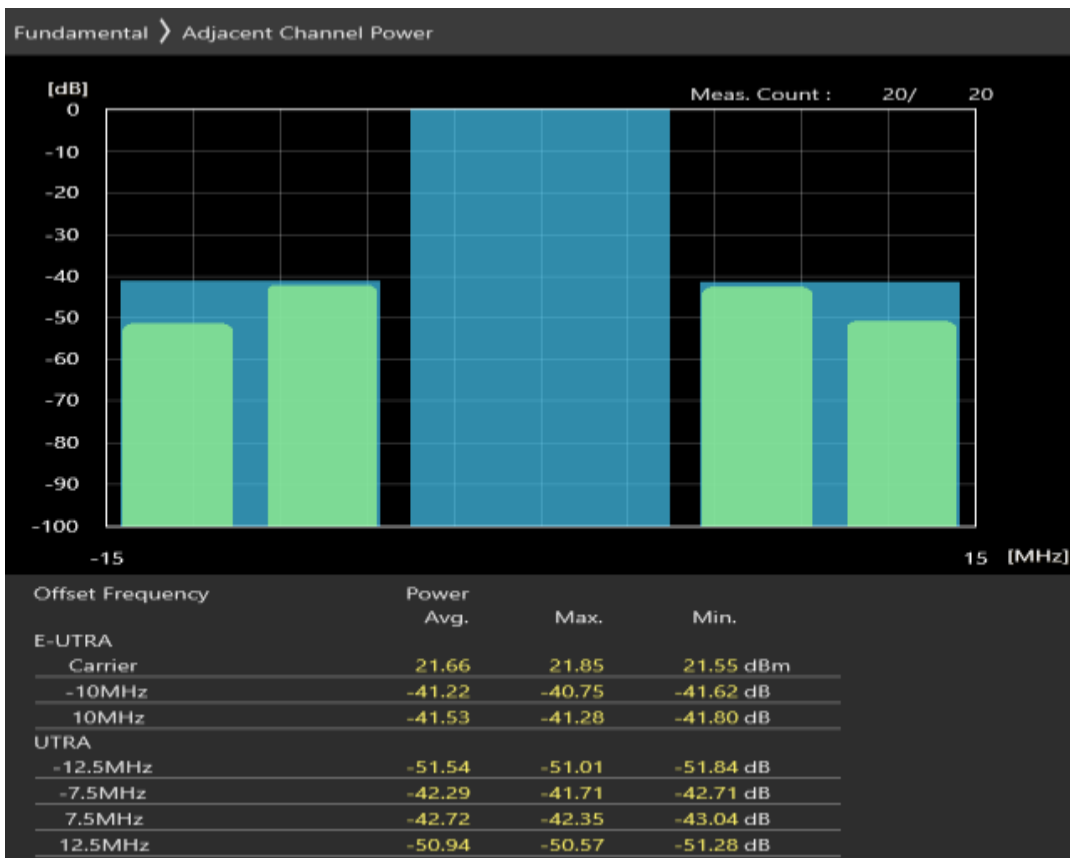 Fundamental ❯ Adjacent Channel Power
[dB]
Meas. Count : 20/ 20
0
-10
-20
-30
-40
-50
-60
-70
-80
-90
-100
-15 15 [MHz]
Offset Frequency Power
Avg. Max. Min.
E-UTRA
Carrier 21.66 21.85 21.55 dBm
-10MHz -41.22 -40.75 -41.62 dB
10MHz -41.53 -41.28 -41.80 dB
UTRA
-12.5MHz -51.54 -51.01 -51.84 dB
-7.5MHz -42.29 -41.71 -42.71 dB
7.5MHz -42.72 -42.35 -43.04 dB
12.5MHz -50.94 -50.57 -51.28 dB